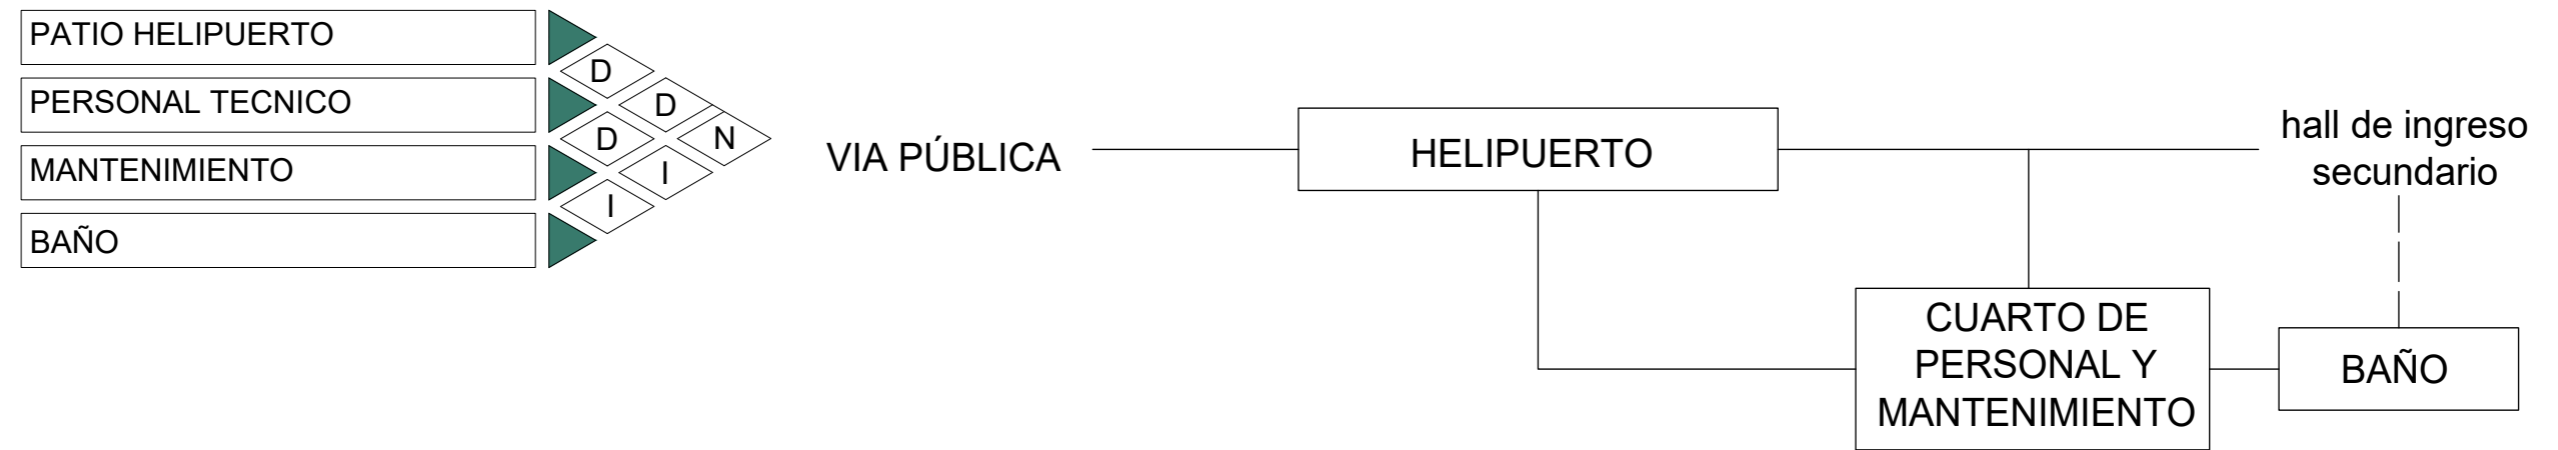 PATIO HELIPUERTO
PERSONAL TECNICO
MANTENIMIENTO
BAÑO
D
D
D
N
I
I
VIA PÚBLICA
HELIPUERTO
hall de ingreso
secundario
CUARTO DE
PERSONAL Y
MANTENIMIENTO
BAÑO